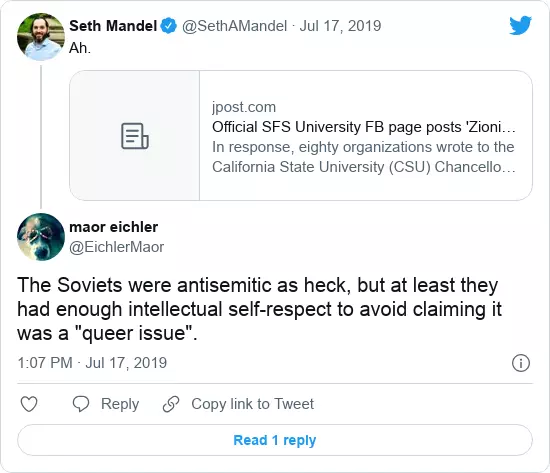 Seth Mandel @SethAMandel · Jul 17, 2019
Ah.
jpost.com
Official SFS University FB page posts 'Zioni…
In response, eighty organizations wrote to the
California State University (CSU) Chancello…
maor eichler
@EichlerMaor
The Soviets were antisemitic as heck, but at least they
had enough intellectual self-respect to avoid claiming it
was a "queer issue".
1:07 PM · Jul 17, 2019
Reply
Copy link to Tweet
Read 1 reply